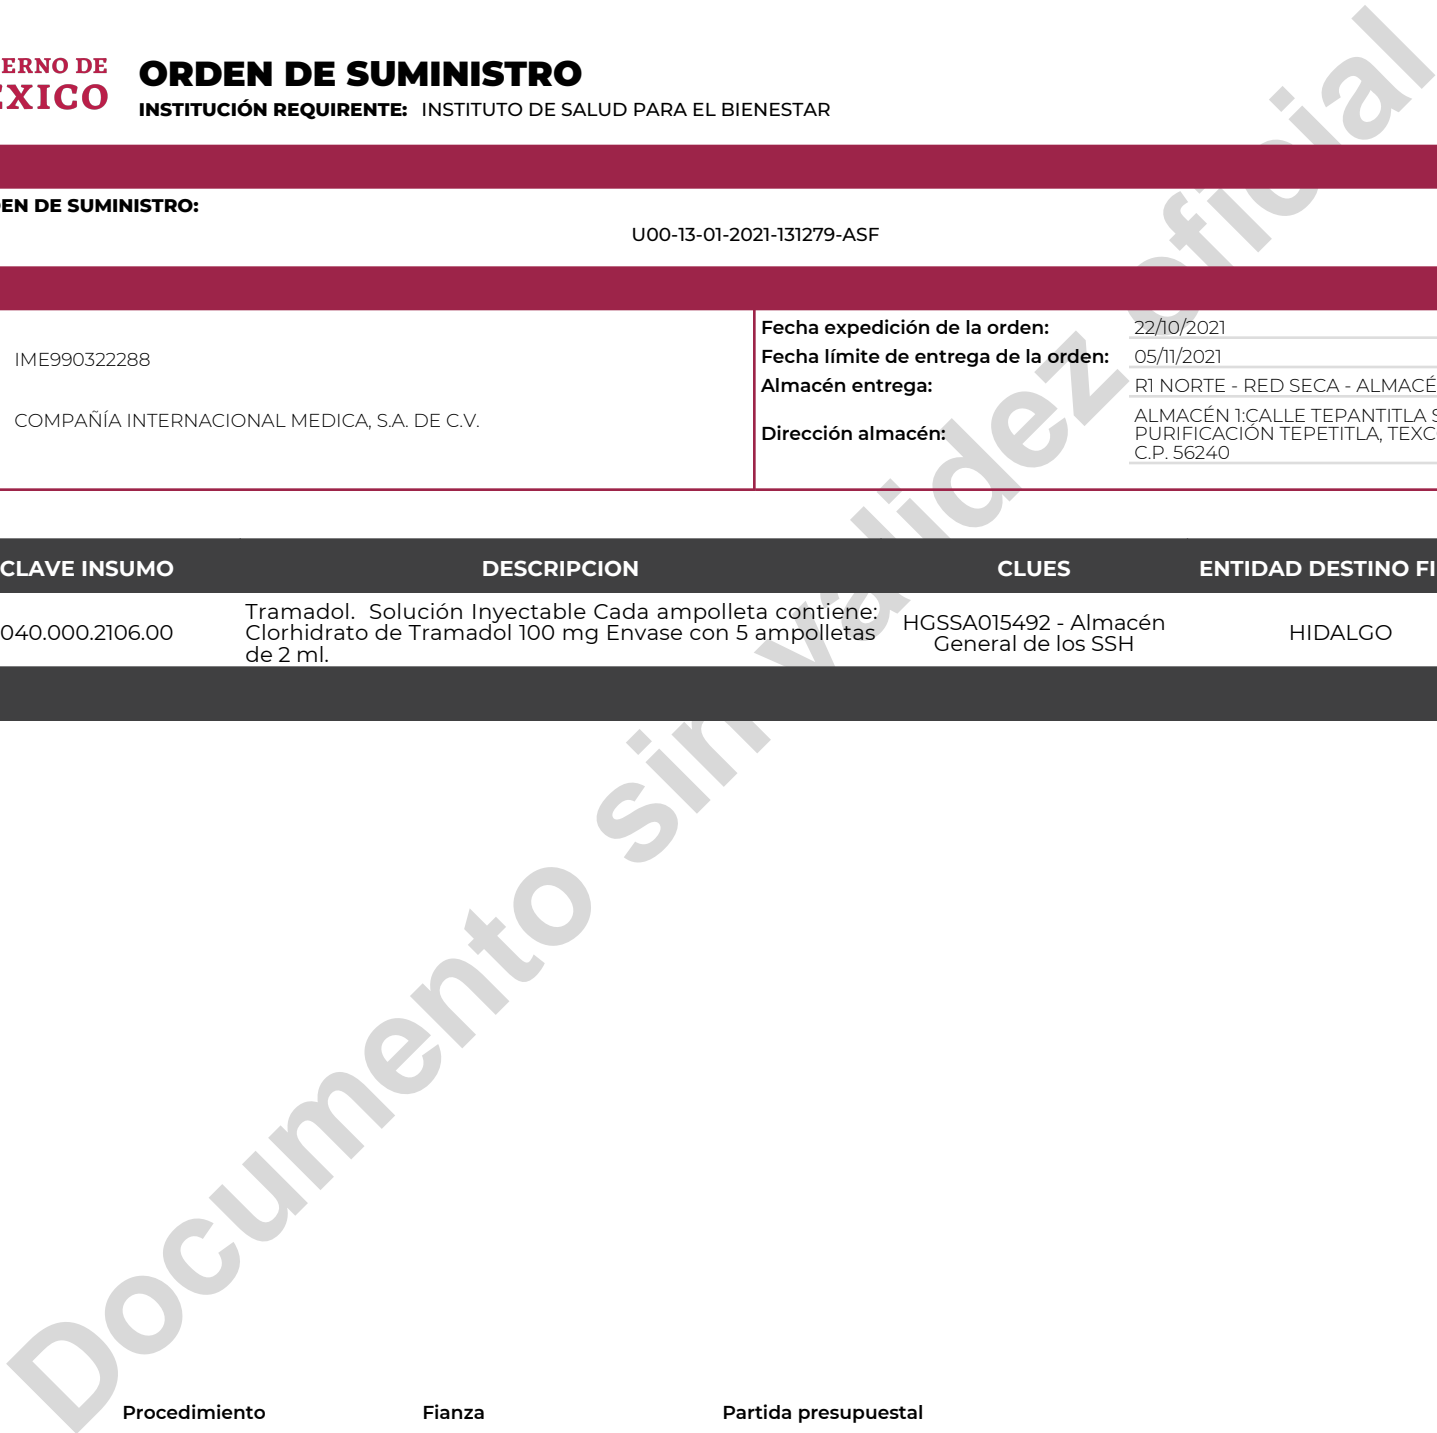 ERNO DE
EXICO
ORDEN DE SUMINISTRO
INSTITUCIÓN REQUIRENTE: INSTITUTO DE SALUD PARA EL BIENESTAR
EN DE SUMINISTRO:
U00-13-01-2021-131279-ASF
IME990322288
COMPAÑÍA INTERNACIONAL MEDICA, S.A. DE C.V.
Fecha expedición de la orden: 22/10/2021
Fecha límite de entrega de la orden: 05/11/2021
Almacén entrega: R1 NORTE - RED SECA - ALMACÉ
Dirección almacén:
ALMACÉN 1:CALLE TEPANTITLA S
PURIFICACIÓN TEPETITLA, TEXC
C.P. 56240
CLAVE INSUMO DESCRIPCION CLUES ENTIDAD DESTINO FI
040.000.2106.00
Tramadol. Solución Inyectable Cada ampolleta contiene:
Clorhidrato de Tramadol 100 mg Envase con 5 ampolletas
de 2 ml.
HGSSA015492 - Almacén
General de los SSH
HIDALGO
Documento sin validez oficial
Procedimiento Fianza Partida presupuestal